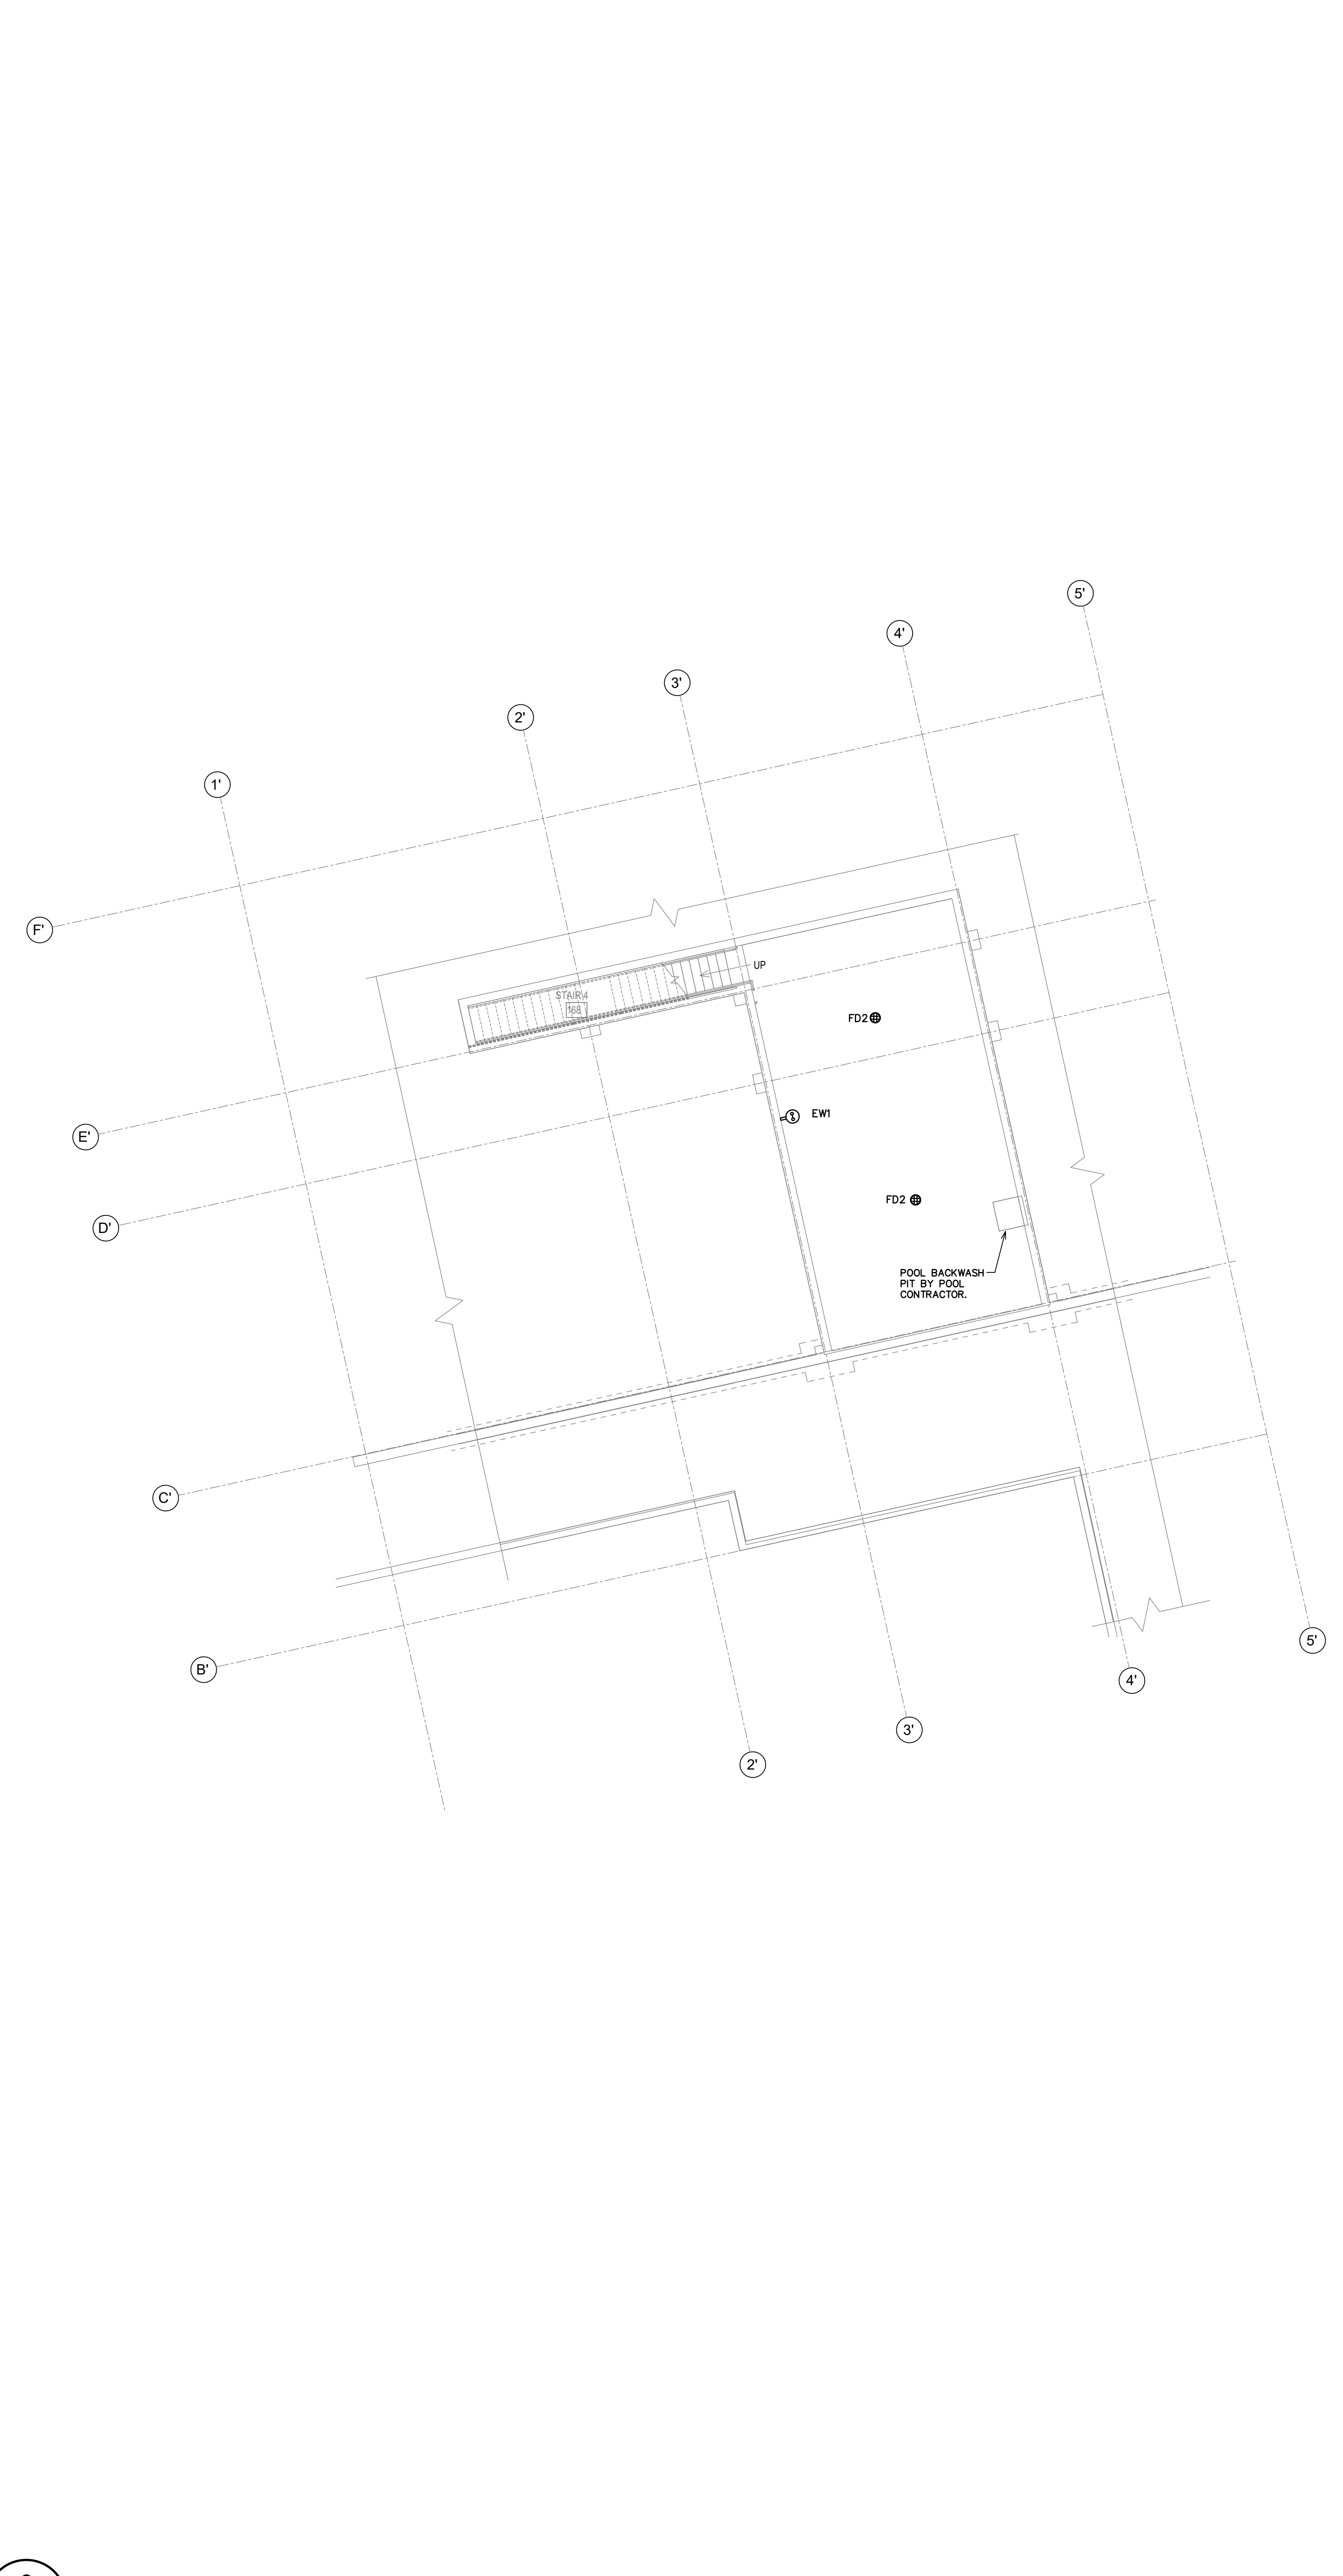 5'
4'
3'
2'
1'
F'
UP
STAIR 4
168
FD2
EW1
E'
FD2
D'
POOL BACKWASH
PIT BY POOL
CONTRACTOR.
C'
B'
5'
4'
3'
2'